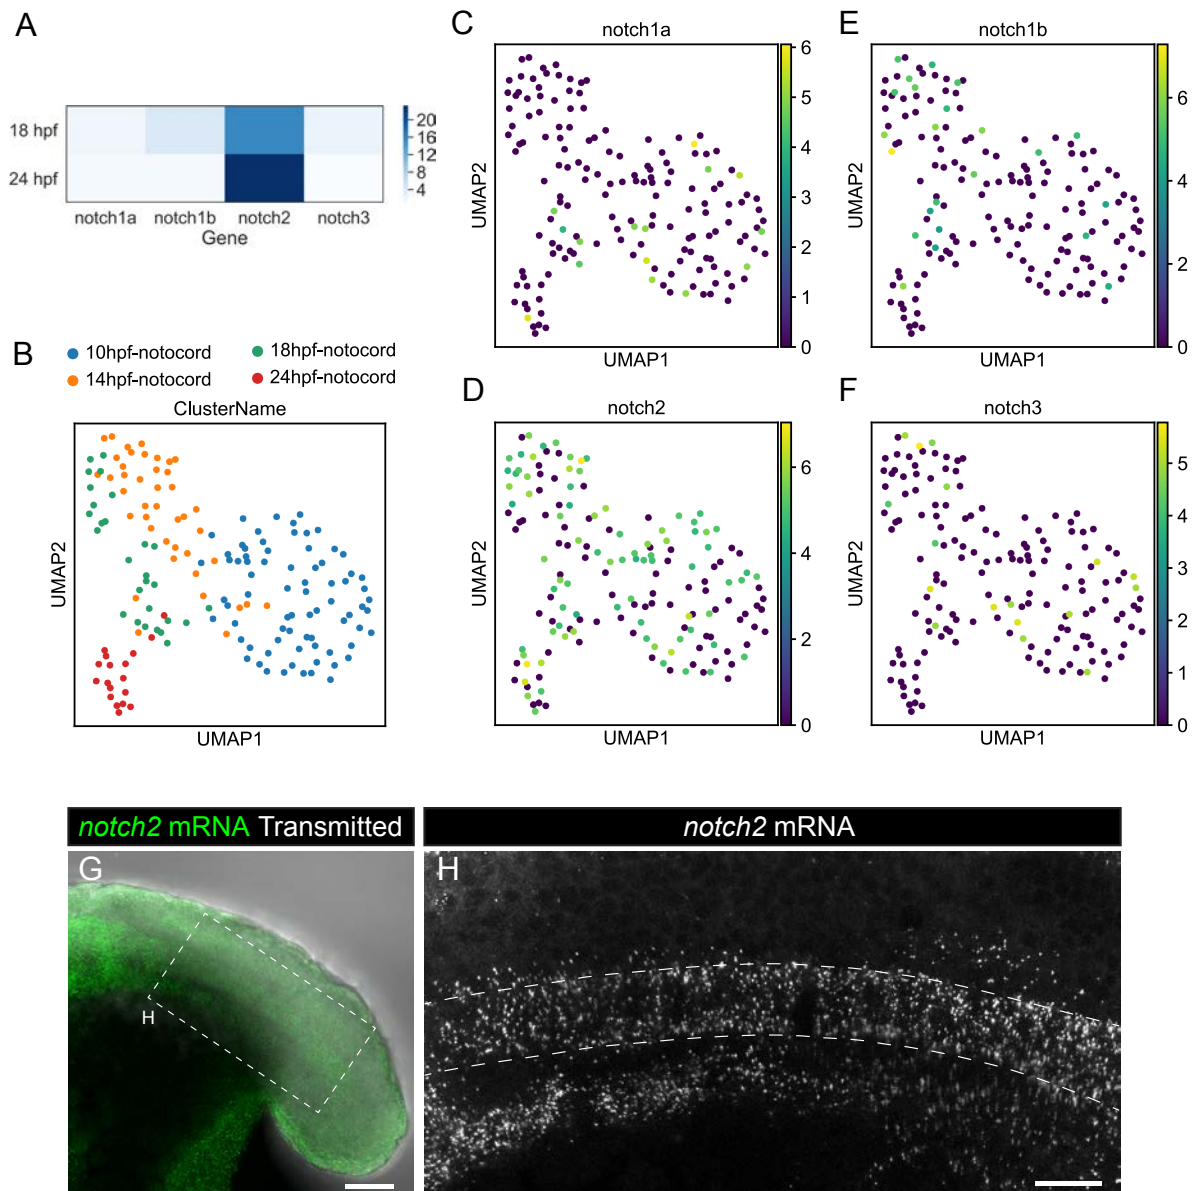 A
18 hpf
24 hpf
20
16
12
8
4
notch1a notch1b notch2 notch3
Gene
B
10hpf-notocord 18hpf-notocord
14hpf-notocord 24hpf-notocord
ClusterName
UMAP2
UMAP1
C
notch1a
UMAP2
UMAP1
6
5
4
3
2
1
0
E
notch1b
UMAP2
UMAP1
6
4
2
0
D
notch2
UMAP2
UMAP1
6
4
2
0
F
notch3
UMAP2
UMAP1
5
4
3
2
1
0
notch2 mRNA Transmitted
G
H
notch2 mRNA
H